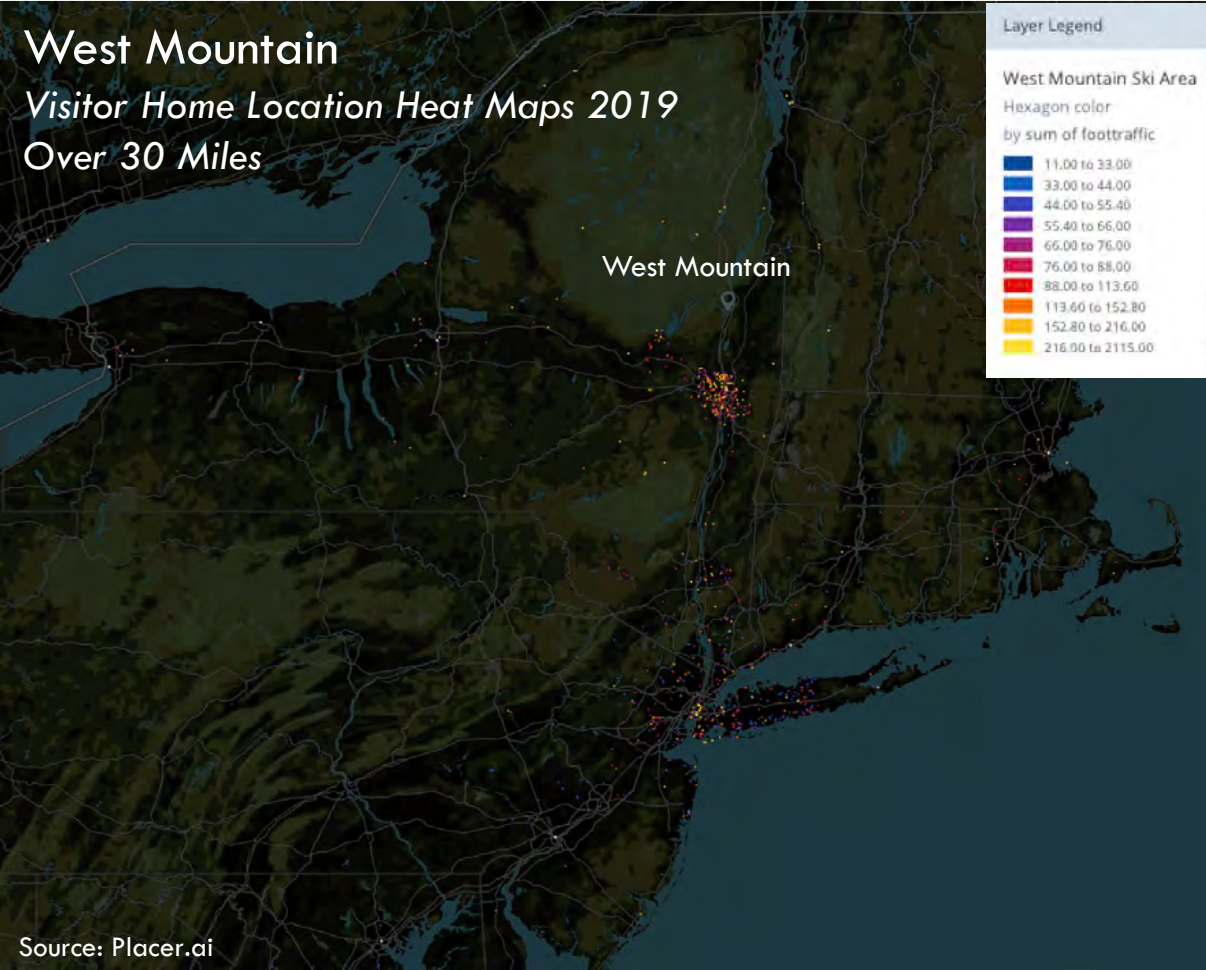 West Mountain
Visitor Home Location Heat Maps 2019
Over 30 Miles
Layer Legend
West Mountain Ski Area
Hexagon color
by sum of foottraffic
11.00 to 33.00
33.00 to 44.00
44.00 to 55.40
55.40 to 66.00
66.00 to 76.00
76.00 to 88.00
88.00 to 113.60
113.60 to 152.80
152.80 to 216.00
216.00 to 2115.00
West Mountain
Source: Placer.ai